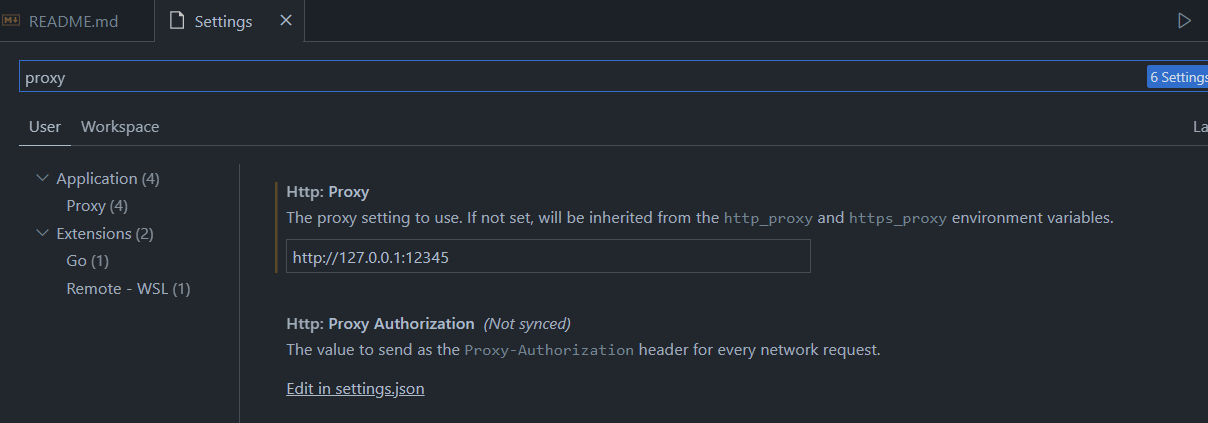 README.md
Settings
proxy
6 Settings
User Workspace
La
Application (4)
Proxy (4)
Extensions (2)
Go (1)
Remote - WSL (1)
Http: Proxy
The proxy setting to use. If not set, will be inherited from the http_proxy and https_proxy environment variables.
http://127.0.0.1:12345
Http: Proxy Authorization (Not synced)
The value to send as the Proxy-Authorization header for every network request.
Edit in settings.json